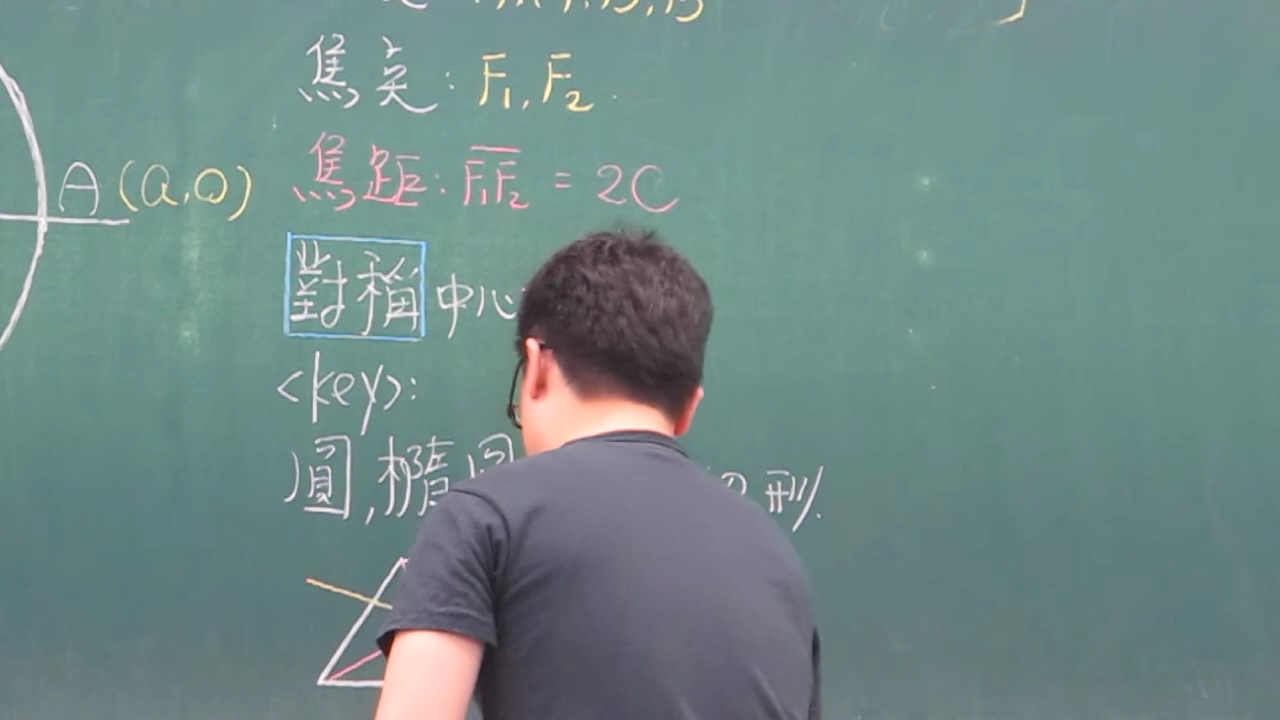 焦点: F₁, F₂
A(a,0)
焦距: F₁F₂ = 2C
對稱中心
<key>:
圓,橢圓 形.